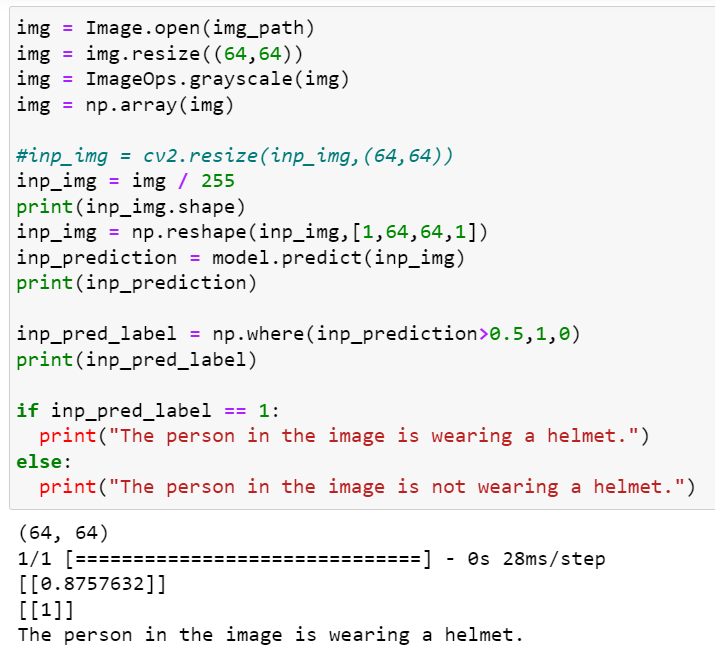 img = Image.open(img_path)
img = img.resize((64,64))
img = ImageOps.grayscale(img)
img = np.array(img)

#inp_img = cv2.resize(inp_img,(64,64))
inp_img = img / 255
print(inp_img.shape)
inp_img = np.reshape(inp_img,[1,64,64,1])
inp_prediction = model.predict(inp_img)
print(inp_prediction)

inp_pred_label = np.where(inp_prediction>0.5,1,0)
print(inp_pred_label)

if inp_pred_label == 1:
  print("The person in the image is wearing a helmet.")
else:
  print("The person in the image is not wearing a helmet.")
(64, 64)
1/1 [==============================] - 0s 28ms/step
[[0.8757632]]
[[1]]
The person in the image is wearing a helmet.